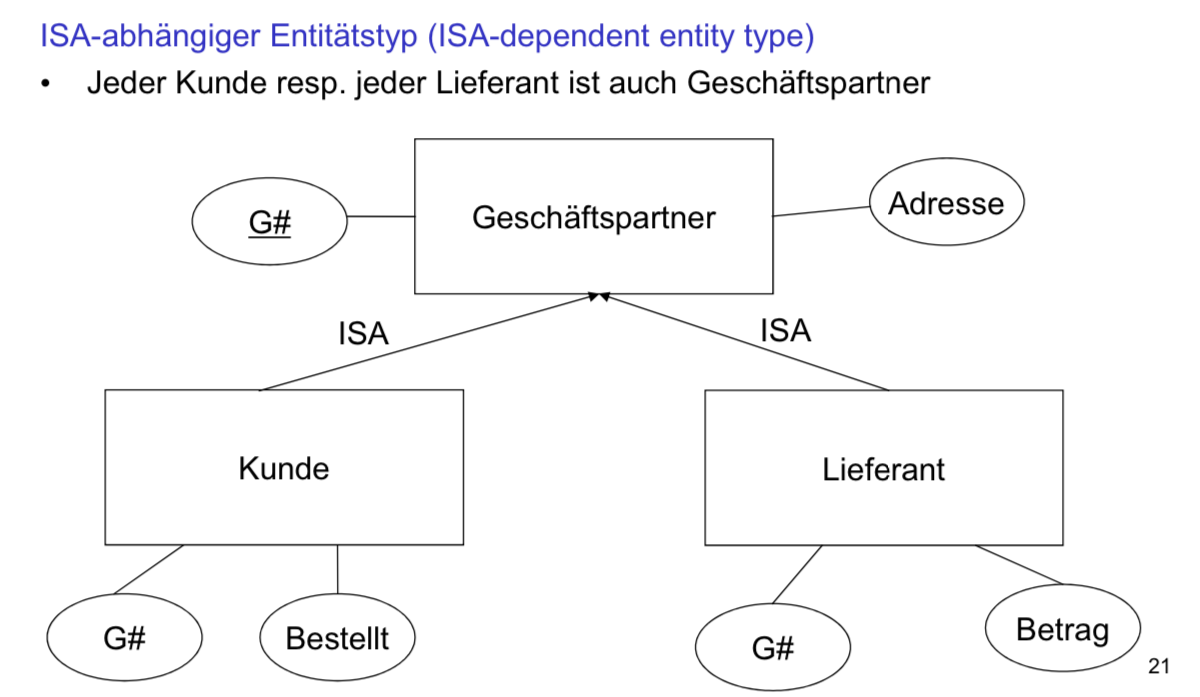 ISA-abhängiger Entitätstyp (ISA-dependent entity type)
• Jeder Kunde resp. jeder Lieferant ist auch Geschäftspartner
G#
Geschäftspartner
Adresse
ISA
ISA
Kunde
Lieferant
G#
Bestellt
G#
Betrag
21